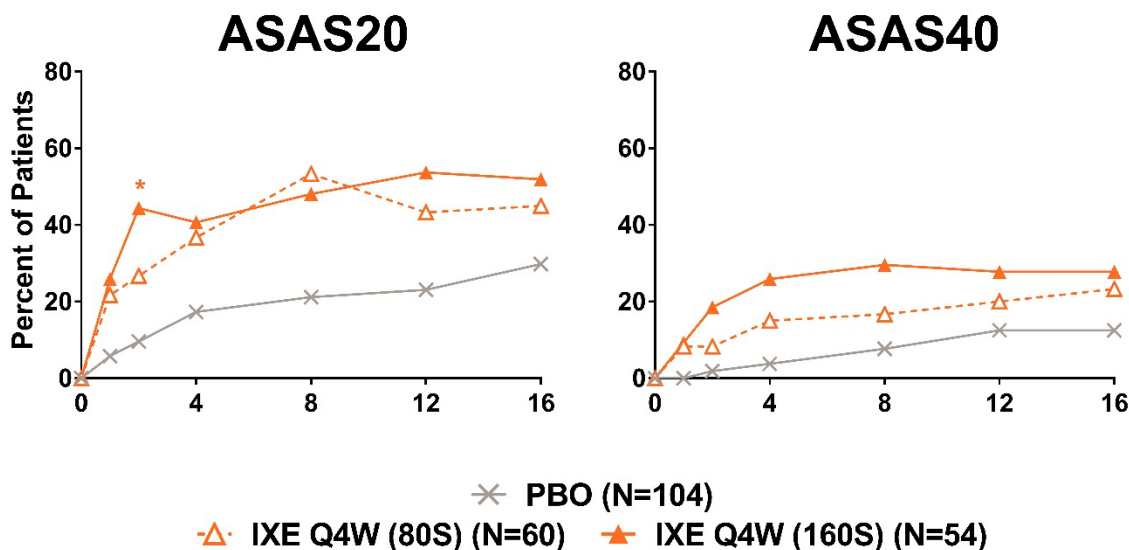 ASAS20
ASAS40
Percent of Patients
80
60
40
20
0
*
0 4 8 12 16
80
60
40
20
0
0 4 8 12 16
PBO (N=104)
IXE Q4W (80S) (N=60) IXE Q4W (160S) (N=54)